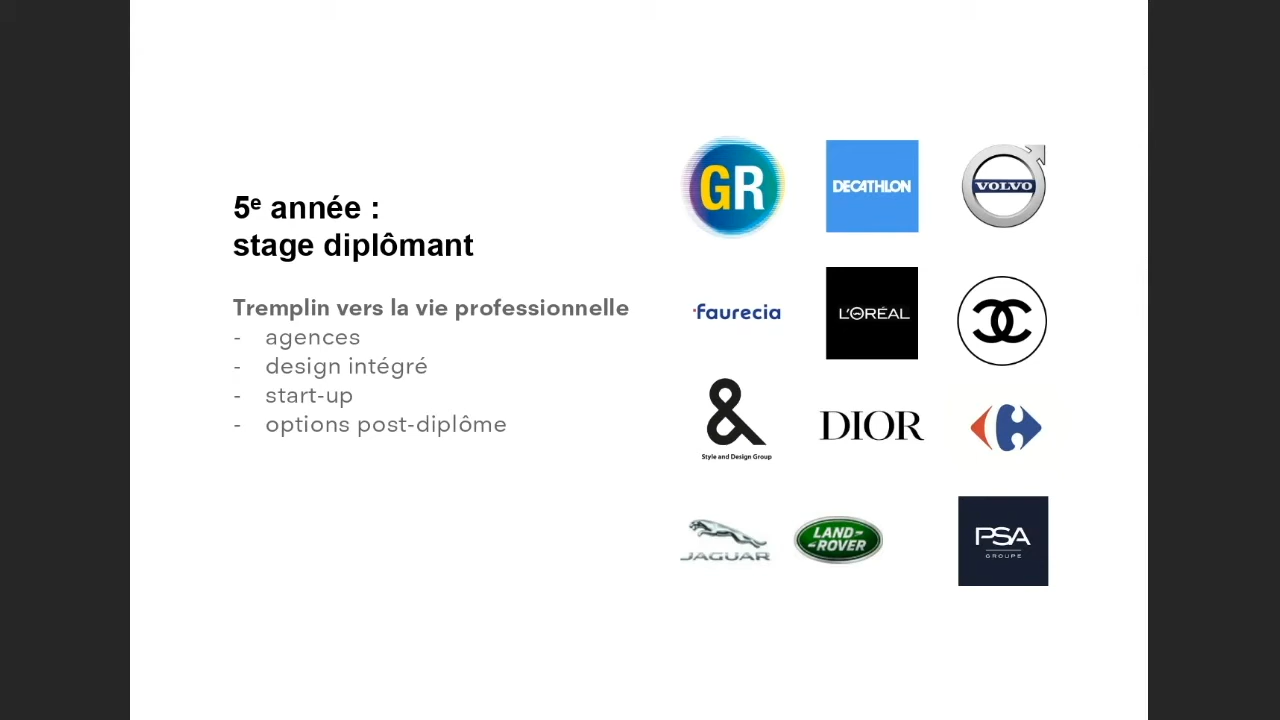 5e année :
stage diplômant
Tremplin vers la vie professionnelle
- agences
- design intégré
- start-up
- options post-diplôme
GR
DECATHLON
VOLVO
faurecia
L'ORÉAL
&
Style and Design Group
DIOR
JAGUAR
LAND-
-ROVER
PSA
GROUPE